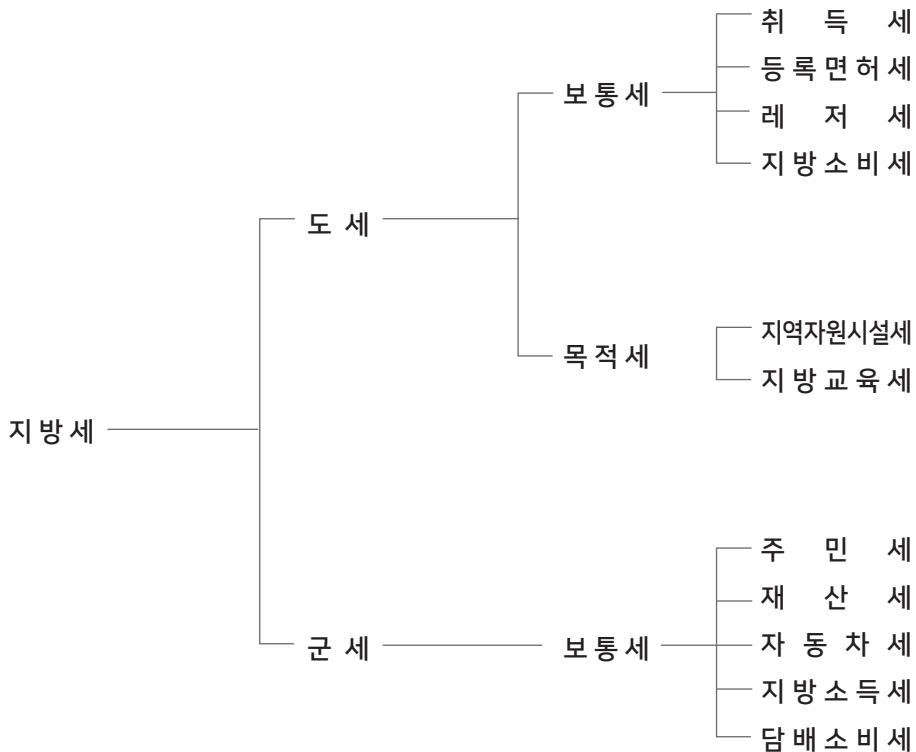 취 득 세
등 록 면 허 세
보 통 세
레 저 세
지 방 소 비 세
도 세
지역자원시설세
목 적 세
지 방 교 육 세
지 방 세
주 민 세
재 산 세
군 세
보 통 세
자 동 차 세
지 방 소 득 세
담 배 소 비 세